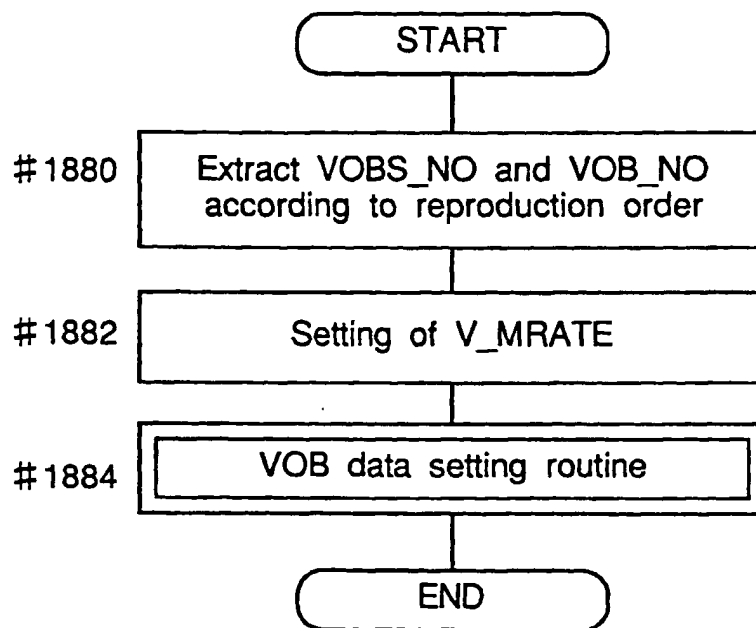 START
#1880
Extract VOBS_NO and VOB_NO
according to reproduction order
#1882
Setting of V_MRATE
#1884
VOB data setting routine
END